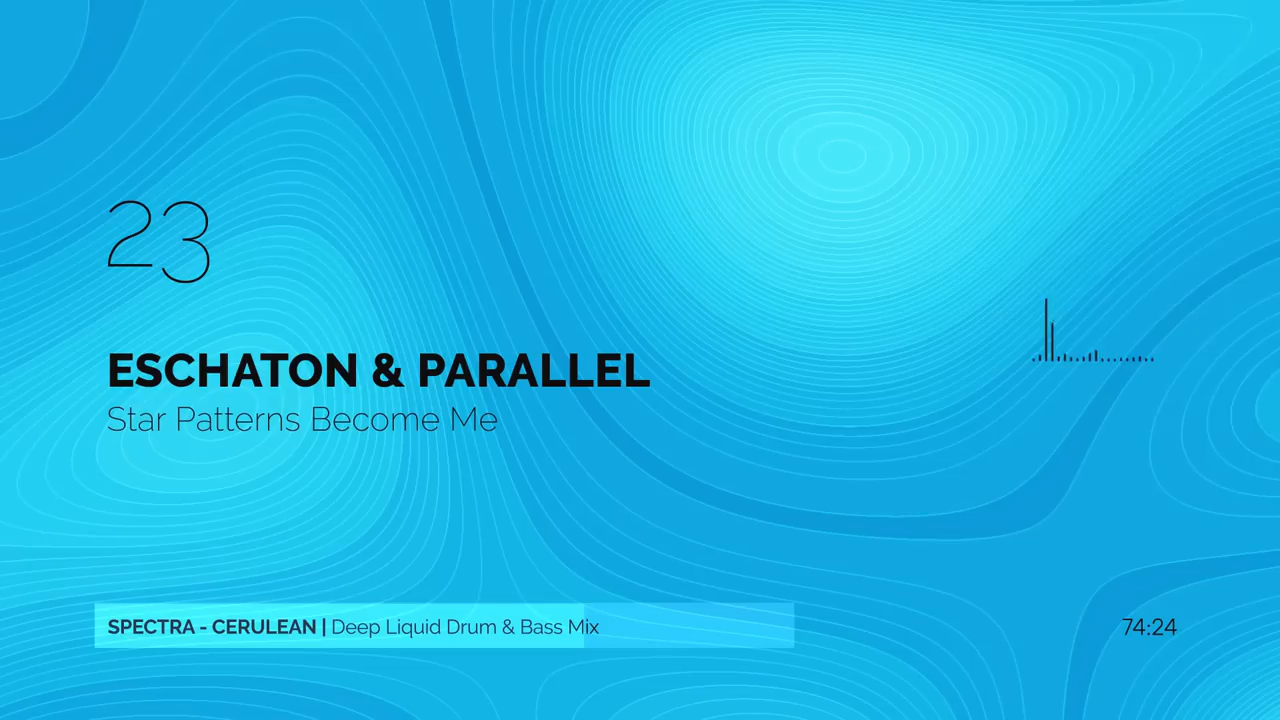 23
ESCHATON & PARALLEL
Star Patterns Become Me
SPECTRA - CERULEAN | Deep Liquid Drum & Bass Mix
74:24